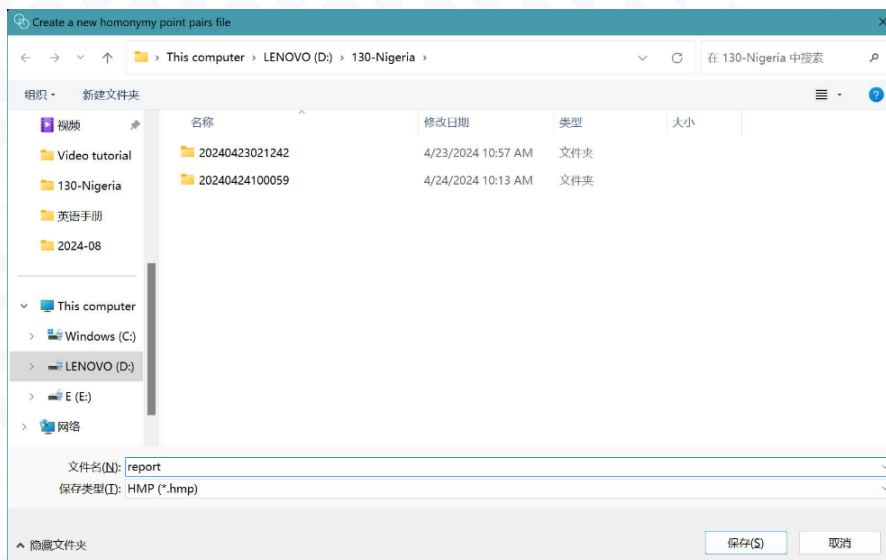 Create a new homonymy point pairs file
This computer › LENOVO (D:) › 130-Nigeria ›
在 130-Nigeria 中搜索
组织 新建文件夹
名称 修改日期 类型 大小
视频
Video tutorial
130-Nigeria
英语手册
2024-08
This computer
Windows (C:)
LENOVO (D:)
E (E:)
网络
20240423021242 4/23/2024 10:57 AM 文件夹
20240424100059 4/24/2024 10:13 AM 文件夹
文件名(N): report
保存类型(T): HMP (*.hmp)
隐藏文件夹
保存(S) 取消